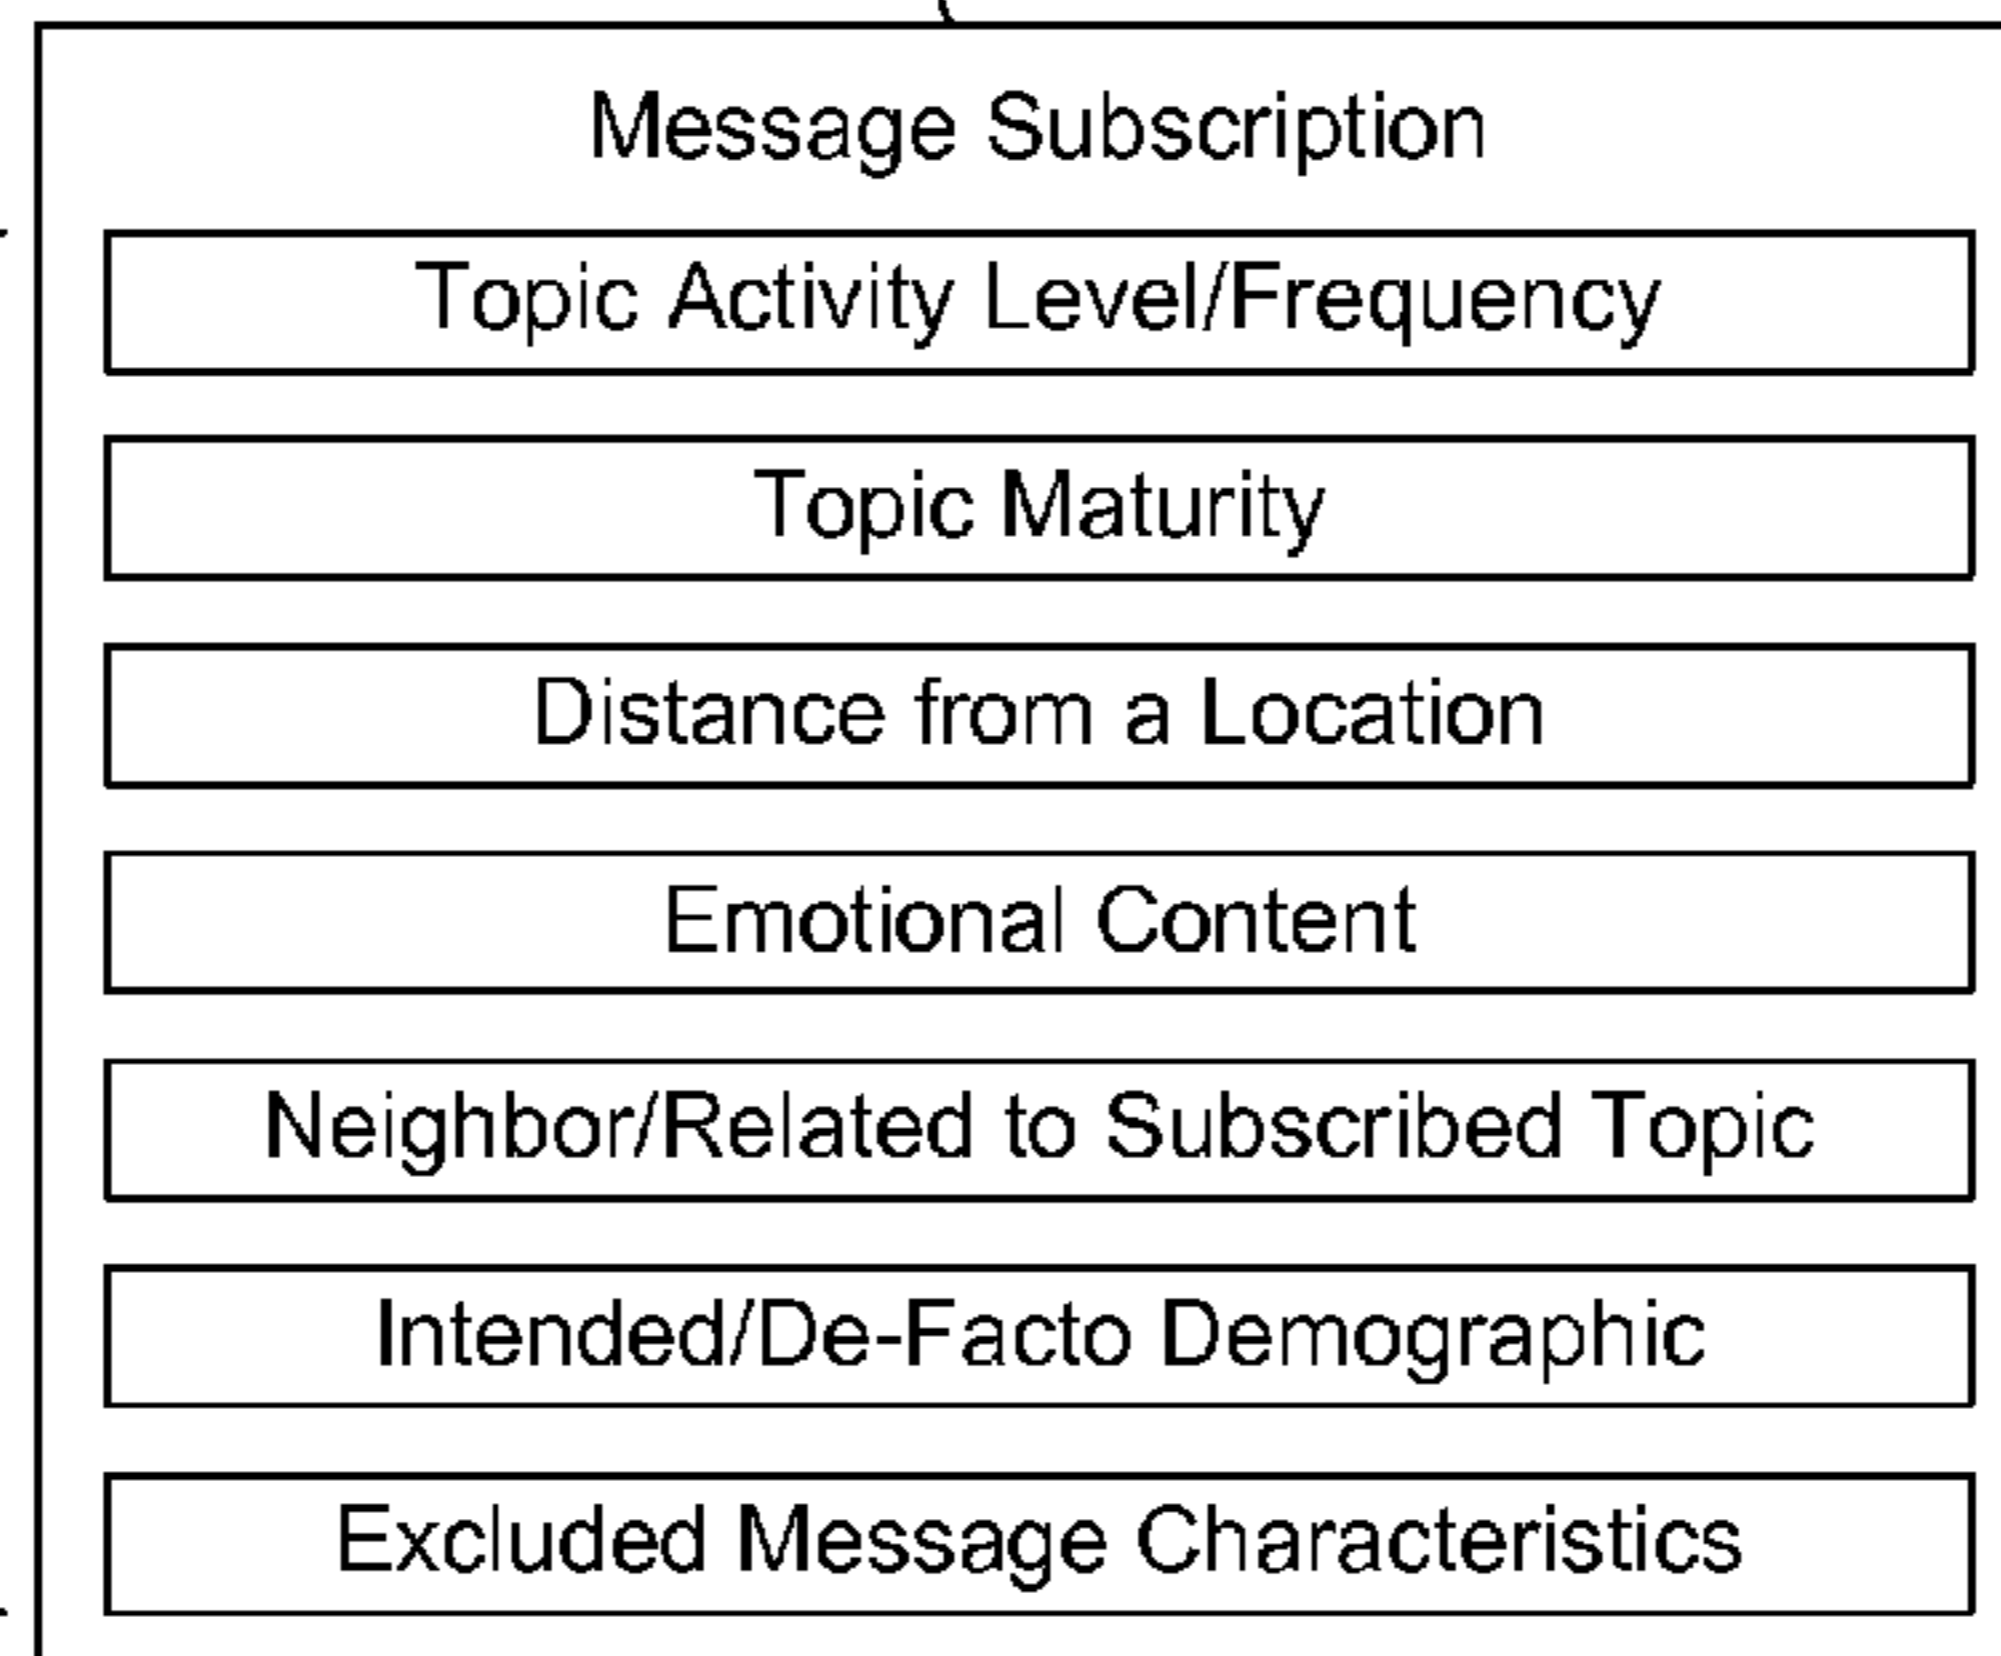 Message Subscription
Topic Activity Level/Frequency
Topic Maturity
Distance from a Location
Emotional Content
Neighbor/Related to Subscribed Topic
Intended/De-Facto Demographic
Excluded Message Characteristics